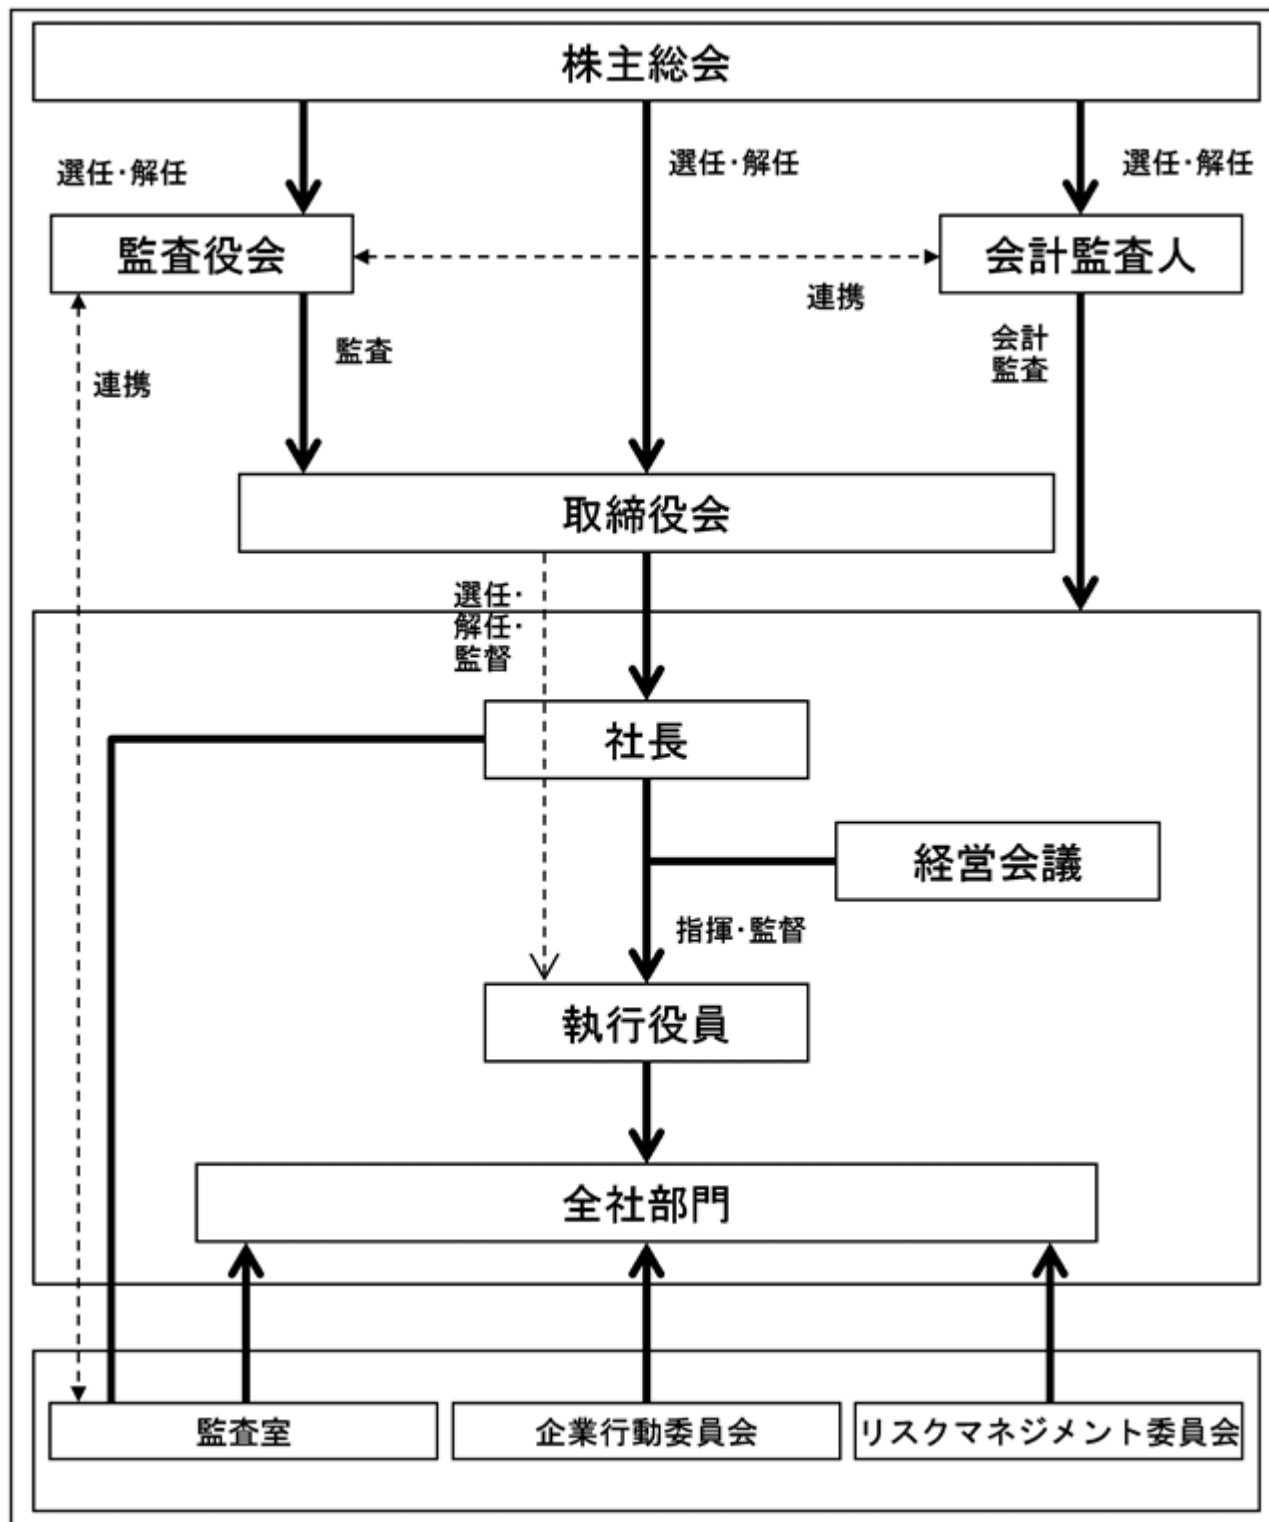 株主総会
選任・解任
選任・解任
選任・解任
監査役会
会計監査人
連携
監査
会計
監査
連携
取締役会
選任・
解任・
監督
社長
経営会議
指揮・監督
執行役員
全社部門
監査室
企業行動委員会
リスクマネジメント委員会